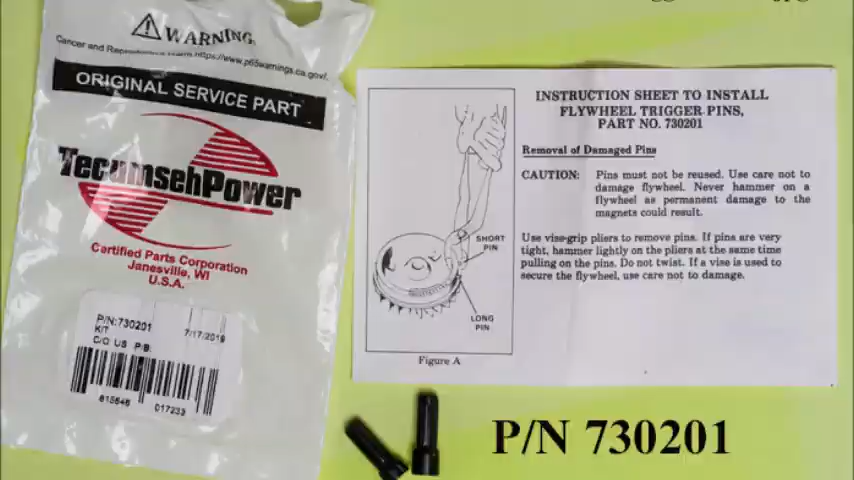 WARNING:
Cancer and Reproductive Harm https://www.p65warnings.ca.gov/.
ORIGINAL SERVICE PART
TecumsehPower
Certified Parts Corporation
Janesville, WI
U.S.A.
P/N:730201
7/17/2019
KIT
C/O US P/B:
017233
INSTRUCTION SHEET TO INSTALL
FLYWHEEL TRIGGER PINS,
PART NO. 730201
Removal of Damaged Pins
CAUTION: Pins must not be reused. Use care not to
damage flywheel. Never hammer on a
flywheel as permanent damage to the
magnets could result.
Use vise-grip pliers to remove pins. If pins are very
tight, hammer lightly on the pliers at the same time
pulling on the pins. Do not twist. If a vise is used to
secure the flywheel, use care not to damage.
SHORT
PIN
LONG
PIN
Figure A
P/N 730201